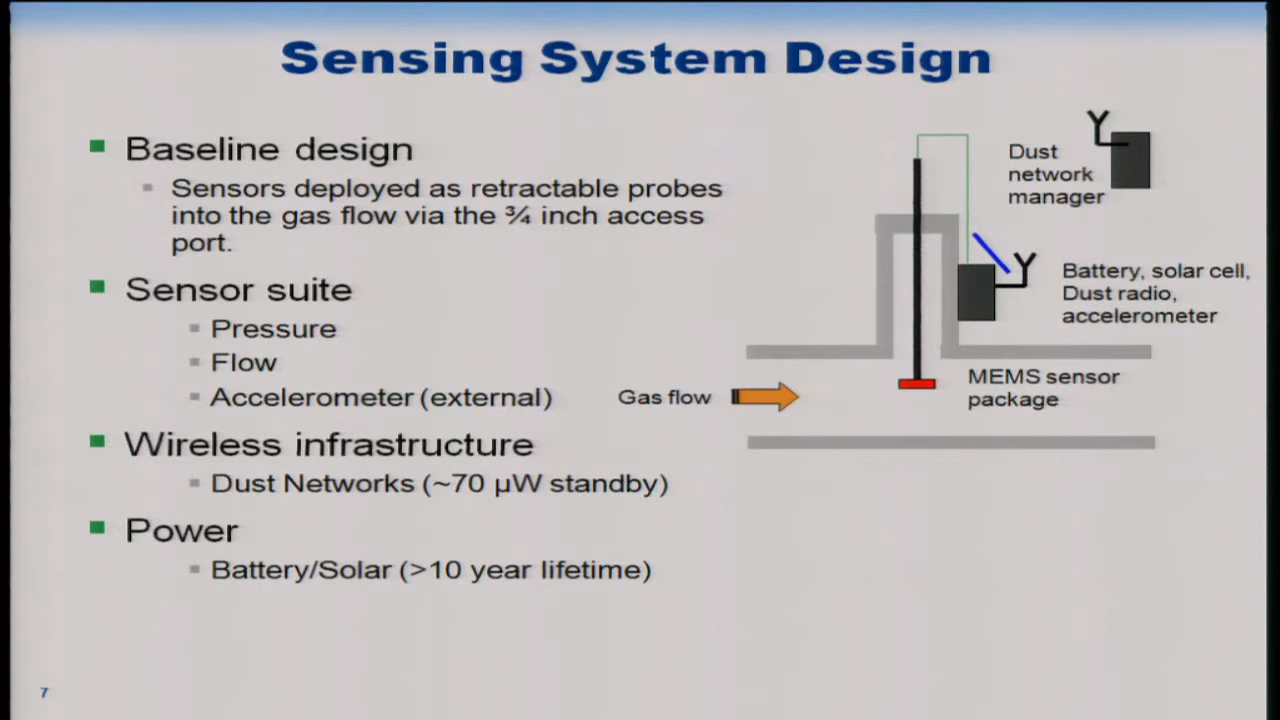 Sensing System Design
Baseline design
Sensors deployed as retractable probes
into the gas flow via the ¾ inch access
port.
Sensor suite
Pressure
Flow
Accelerometer (external)
Wireless infrastructure
Dust Networks (~70 µW standby)
Power
Battery/Solar (>10 year lifetime)
Dust
network
manager
Battery, solar cell,
Dust radio,
accelerometer
MEMS sensor
package
Gas flow
7